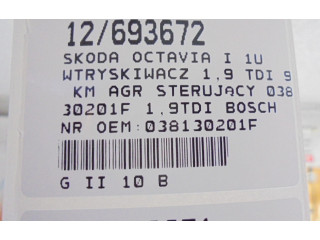 12/693672
SKODA OCTAVIA I 1U
WTRYSKIWACZ 1,9 TDI 9
KM AGR STERUJĄCY 038
30201F 1,9TDI BOSCH
NR OEM:038130201F
G II 10 B